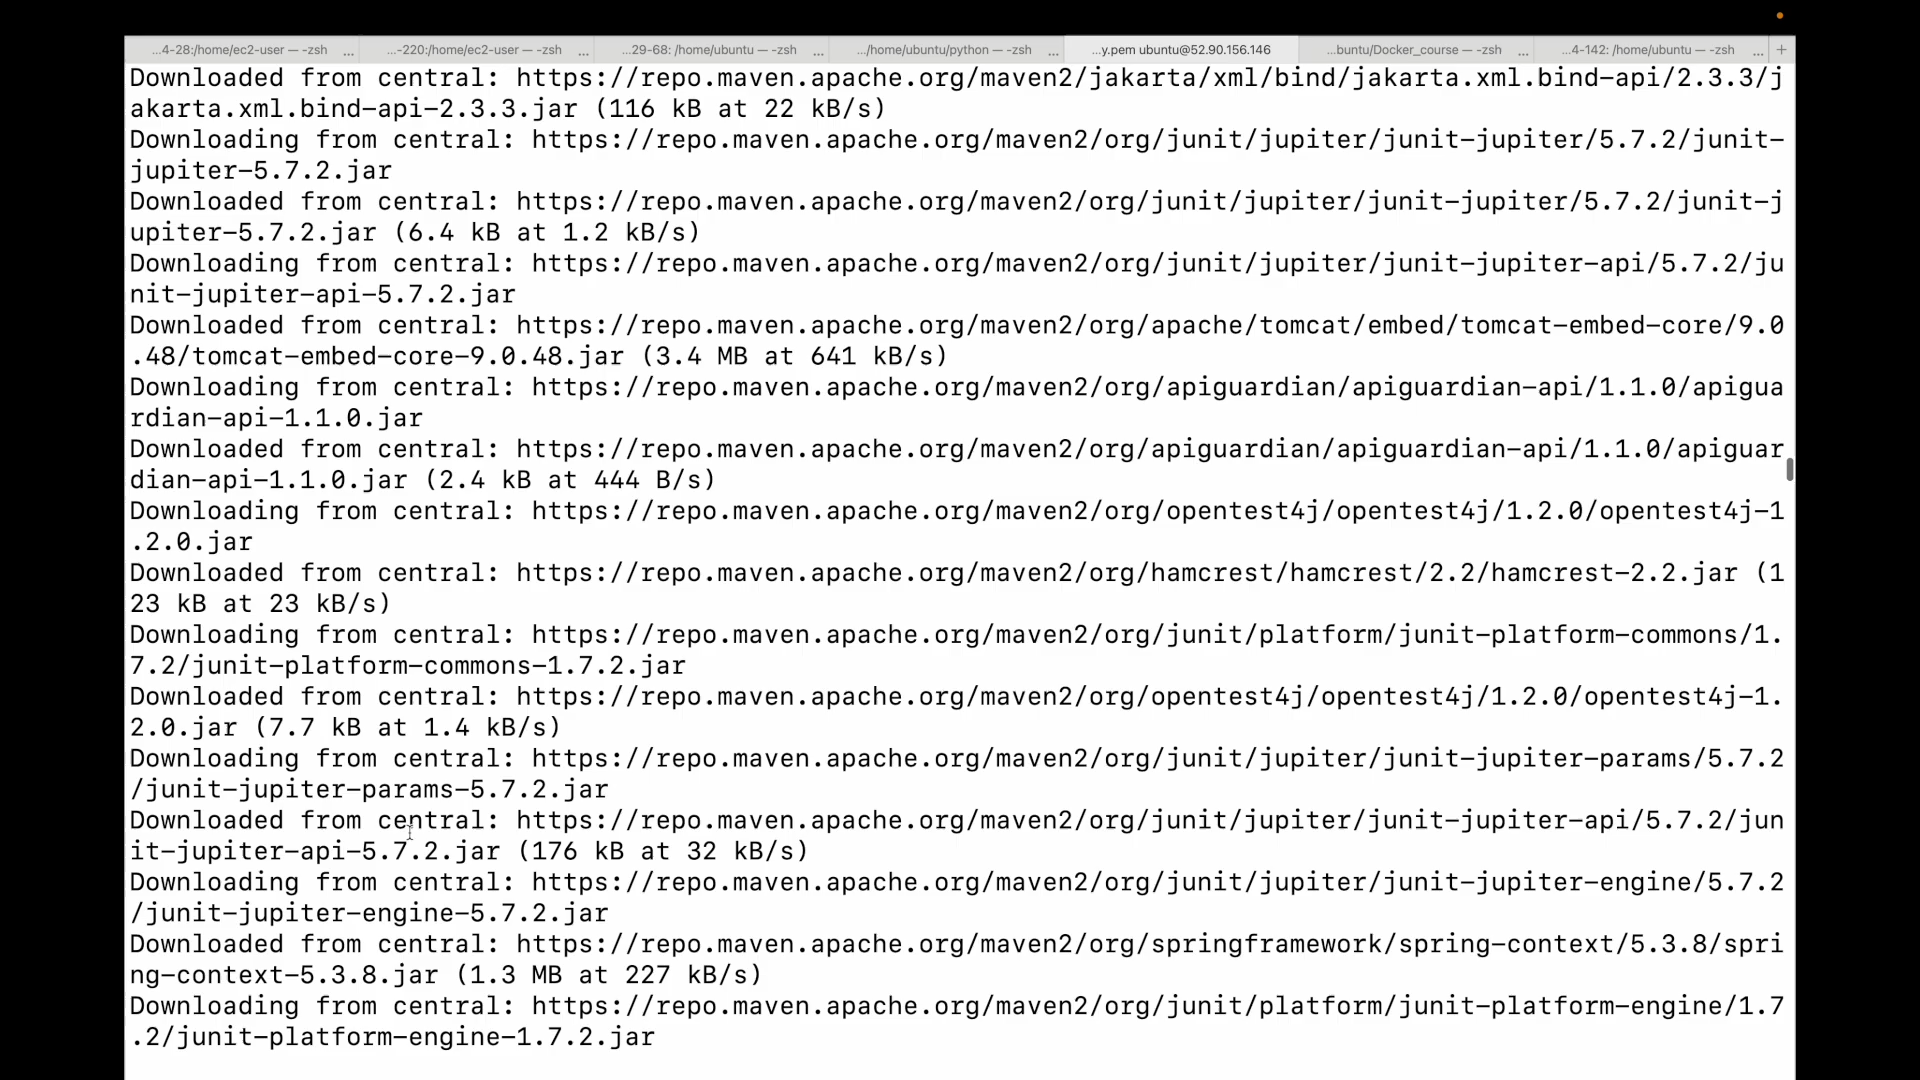 ...4-28:/home/ec2-user — -zsh ... ...-220:/home/ec2-user — -zsh ... ...29-68: /home/ubuntu — -zsh ... .../home/ubuntu/python — -zsh ... ...y.pem ubuntu@52.90.156.146 ...buntu/Docker_course — -zsh ... ...4-142: /home/ubuntu — -zsh ... +
Downloaded from central: https://repo.maven.apache.org/maven2/jakarta/xml/bind/jakarta.xml.bind-api/2.3.3/j
akarta.xml.bind-api-2.3.3.jar (116 kB at 22 kB/s)
Downloading from central: https://repo.maven.apache.org/maven2/org/junit/jupiter/junit-jupiter/5.7.2/junit-
jupiter-5.7.2.jar
Downloaded from central: https://repo.maven.apache.org/maven2/org/junit/jupiter/junit-jupiter/5.7.2/junit-j
upiter-5.7.2.jar (6.4 kB at 1.2 kB/s)
Downloading from central: https://repo.maven.apache.org/maven2/org/junit/jupiter/junit-jupiter-api/5.7.2/ju
nit-jupiter-api-5.7.2.jar
Downloaded from central: https://repo.maven.apache.org/maven2/org/apache/tomcat/embed/tomcat-embed-core/9.0
.48/tomcat-embed-core-9.0.48.jar (3.4 MB at 641 kB/s)
Downloading from central: https://repo.maven.apache.org/maven2/org/apiguardian/apiguardian-api/1.1.0/apigua
rdian-api-1.1.0.jar
Downloaded from central: https://repo.maven.apache.org/maven2/org/apiguardian/apiguardian-api/1.1.0/apiguar
dian-api-1.1.0.jar (2.4 kB at 444 B/s)
Downloading from central: https://repo.maven.apache.org/maven2/org/opentest4j/opentest4j/1.2.0/opentest4j-1
.2.0.jar
Downloaded from central: https://repo.maven.apache.org/maven2/org/hamcrest/hamcrest/2.2/hamcrest-2.2.jar (1
23 kB at 23 kB/s)
Downloading from central: https://repo.maven.apache.org/maven2/org/junit/platform/junit-platform-commons/1.
7.2/junit-platform-commons-1.7.2.jar
Downloaded from central: https://repo.maven.apache.org/maven2/org/opentest4j/opentest4j/1.2.0/opentest4j-1.
2.0.jar (7.7 kB at 1.4 kB/s)
Downloading from central: https://repo.maven.apache.org/maven2/org/junit/jupiter/junit-jupiter-params/5.7.2
/junit-jupiter-params-5.7.2.jar
Downloaded from central: https://repo.maven.apache.org/maven2/org/junit/jupiter/junit-jupiter-api/5.7.2/jun
it-jupiter-api-5.7.2.jar (176 kB at 32 kB/s)
Downloading from central: https://repo.maven.apache.org/maven2/org/junit/jupiter/junit-jupiter-engine/5.7.2
/junit-jupiter-engine-5.7.2.jar
Downloaded from central: https://repo.maven.apache.org/maven2/org/springframework/spring-context/5.3.8/spri
ng-context-5.3.8.jar (1.3 MB at 227 kB/s)
Downloading from central: https://repo.maven.apache.org/maven2/org/junit/platform/junit-platform-engine/1.7
.2/junit-platform-engine-1.7.2.jar